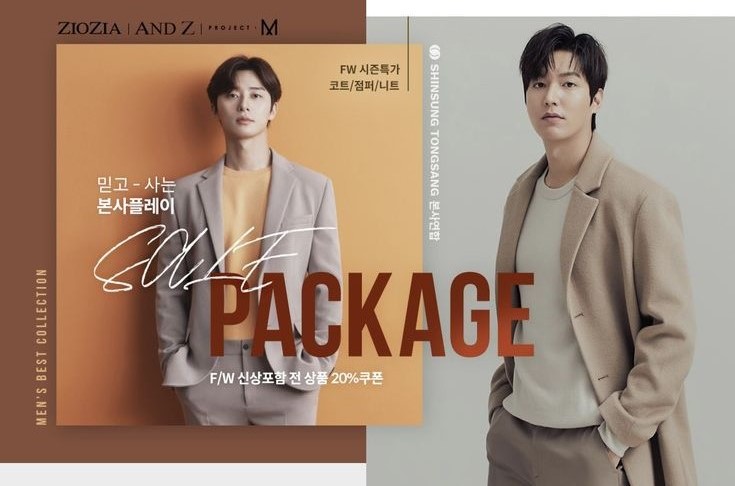 ZIOZIA | AND Z | PROJECT M
FW 시즌특가
코트/점퍼/니트
SHINSUNG TONGSANG 본사연합
믿고 - 사는
본사플레이
SOLLE
PACKAGE
F/W 신상포함 전 상품 20%쿠폰
MEN'S BEST COLLECTION